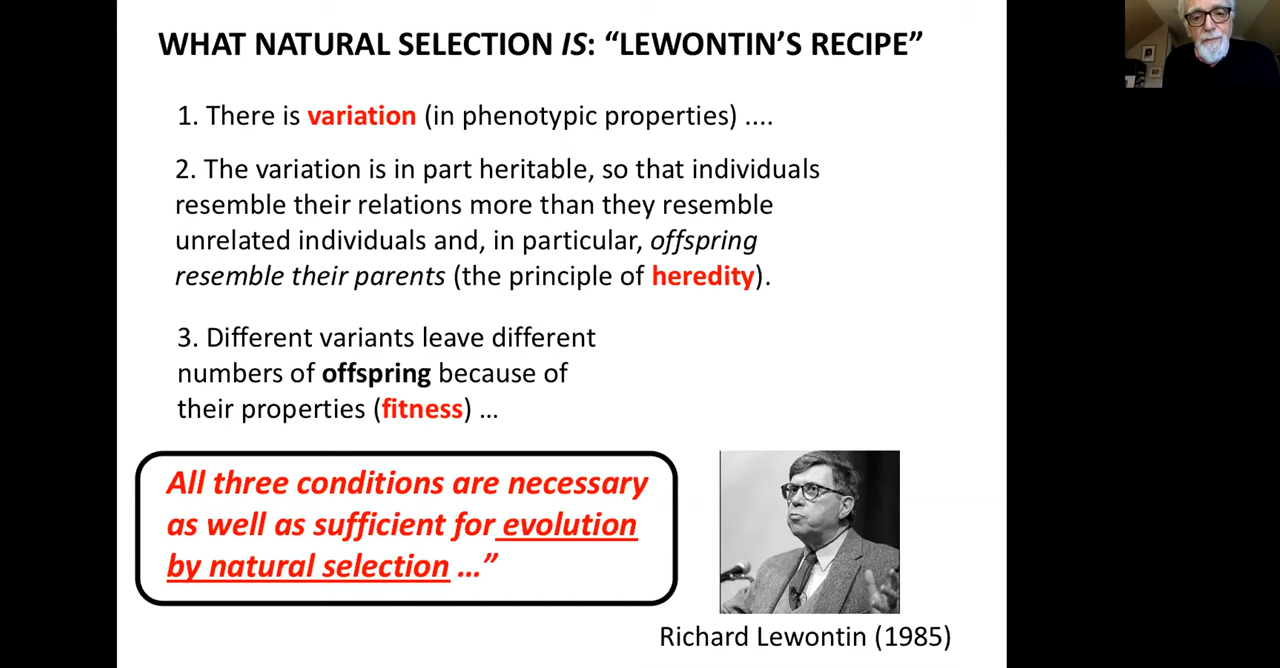 WHAT NATURAL SELECTION IS: “LEWONTIN’S RECIPE”
1. There is variation (in phenotypic properties) ....
2. The variation is in part heritable, so that individuals
resemble their relations more than they resemble
unrelated individuals and, in particular, offspring
resemble their parents (the principle of heredity).
3. Different variants leave different
numbers of offspring because of
their properties (fitness) …
All three conditions are necessary
as well as sufficient for evolution
by natural selection …”
Richard Lewontin (1985)